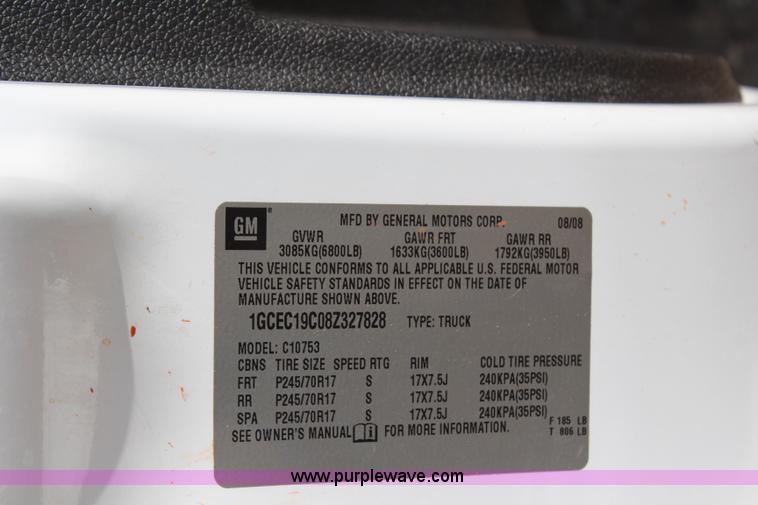 GM
MFD BY GENERAL MOTORS CORP. 08/08
GVWR GAWR FRT GAWR RR
3085KG(6800LB) 1633KG(3600LB) 1792KG(3950LB)
THIS VEHICLE CONFORMS TO ALL APPLICABLE U.S. FEDERAL MOTOR
VEHICLE SAFETY STANDARDS IN EFFECT ON THE DATE OF
MANUFACTURE SHOWN ABOVE.
1GCEC19C08Z327828 TYPE: TRUCK
MODEL: C10753
CBNS TIRE SIZE SPEED RTG RIM COLD TIRE PRESSURE
FRT P245/70R17 S 17X7.5J 240KPA(35PSI)
RR P245/70R17 S 17X7.5J 240KPA(35PSI)
SPA P245/70R17 S 17X7.5J 240KPA(35PSI) F 185 LB
SEE OWNER'S MANUAL FOR MORE INFORMATION. T 806 LB
www.purplewave.com